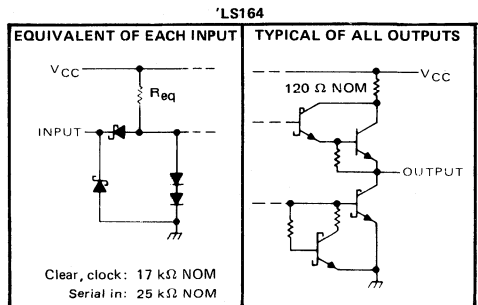 'LS164
EQUIVALENT OF EACH INPUT
TYPICAL OF ALL OUTPUTS
VCC
Req
INPUT
Clear, clock: 17 kΩ NOM
Serial in: 25 kΩ NOM
VCC
120 Ω NOM
OUTPUT